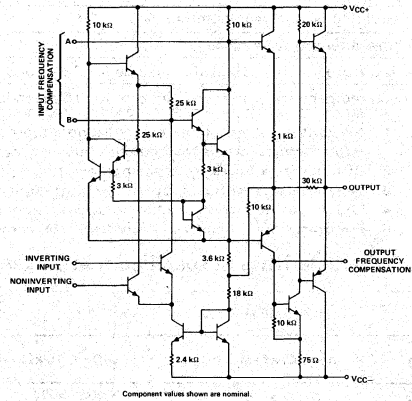 VCC+
10 kΩ
10 kΩ
20 kΩ
A
INPUT FREQUENCY
COMPENSATION
B
25 kΩ
25 kΩ
1 kΩ
3 kΩ
3 kΩ
30 kΩ
OUTPUT
10 kΩ
INVERTING
INPUT
3.6 kΩ
OUTPUT
FREQUENCY
COMPENSATION
NONINVERTING
INPUT
18 kΩ
10 kΩ
2.4 kΩ
75 Ω
VCC−
Component values shown are nominal.